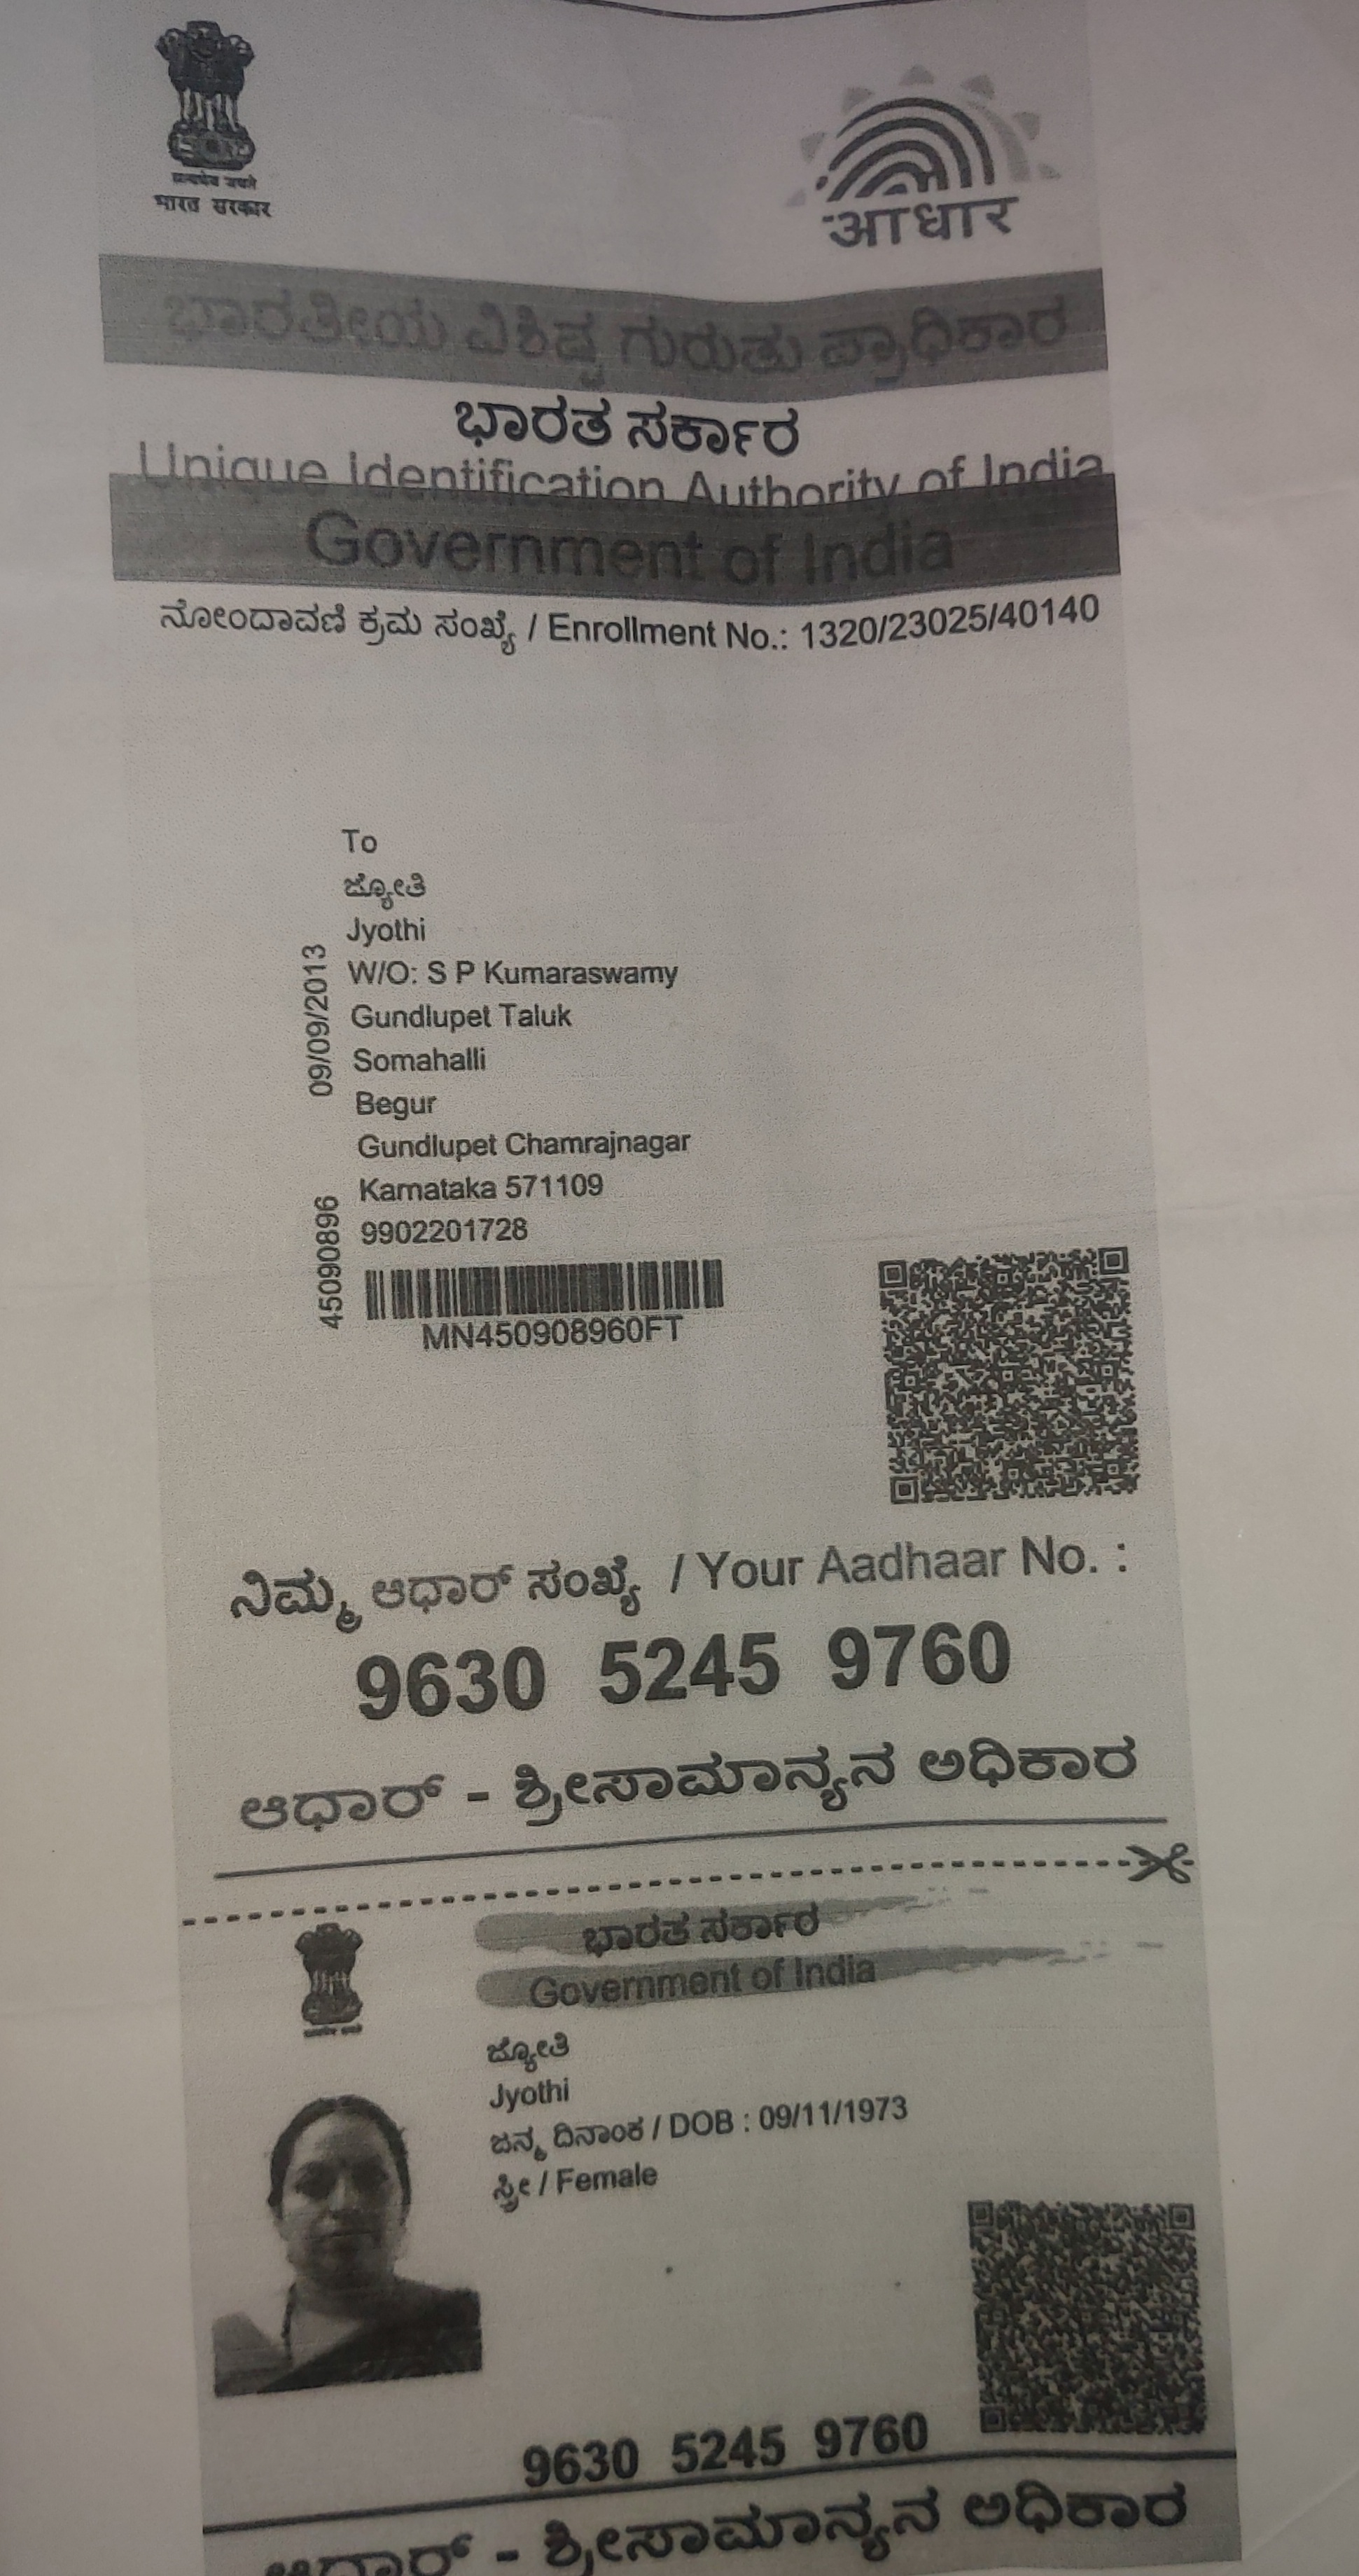 सत्यमेव जयते
भारत सरकार
आधार
ಭಾರತೀಯ ವಿಶಿಷ್ಟ ಗುರುತು ಪ್ರಾಧಿಕಾರ
ಭಾರತ ಸರ್ಕಾರ
Unique Identification Authority of India
Government of India
ನೋಂದಾವಣಿ ಕ್ರಮ ಸಂಖ್ಯೆ / Enrollment No.: 1320/23025/40140
To
ಜ್ಯೋತಿ
Jyothi
W/O: S P Kumaraswamy
Gundlupet Taluk
Somahalli
Begur
Gundlupet Chamrajnagar
Karnataka 571109
9902201728
09/09/2013
45090896
MN450908960FT
ನಿಮ್ಮ ಆಧಾರ್ ಸಂಖ್ಯೆ / Your Aadhaar No. :
9630 5245 9760
ಆಧಾರ್ - ಶ್ರೀಸಾಮಾನ್ಯನ ಅಧಿಕಾರ
ಭಾರತ ಸರ್ಕಾರ
Government of India
ಜ್ಯೋತಿ
Jyothi
ಜನ್ಮ ದಿನಾಂಕ / DOB : 09/11/1973
ಸ್ತ್ರೀ / Female
9630 5245 9760
ಆಧಾರ್ - ಶ್ರೀಸಾಮಾನ್ಯನ ಅಧಿಕಾರ